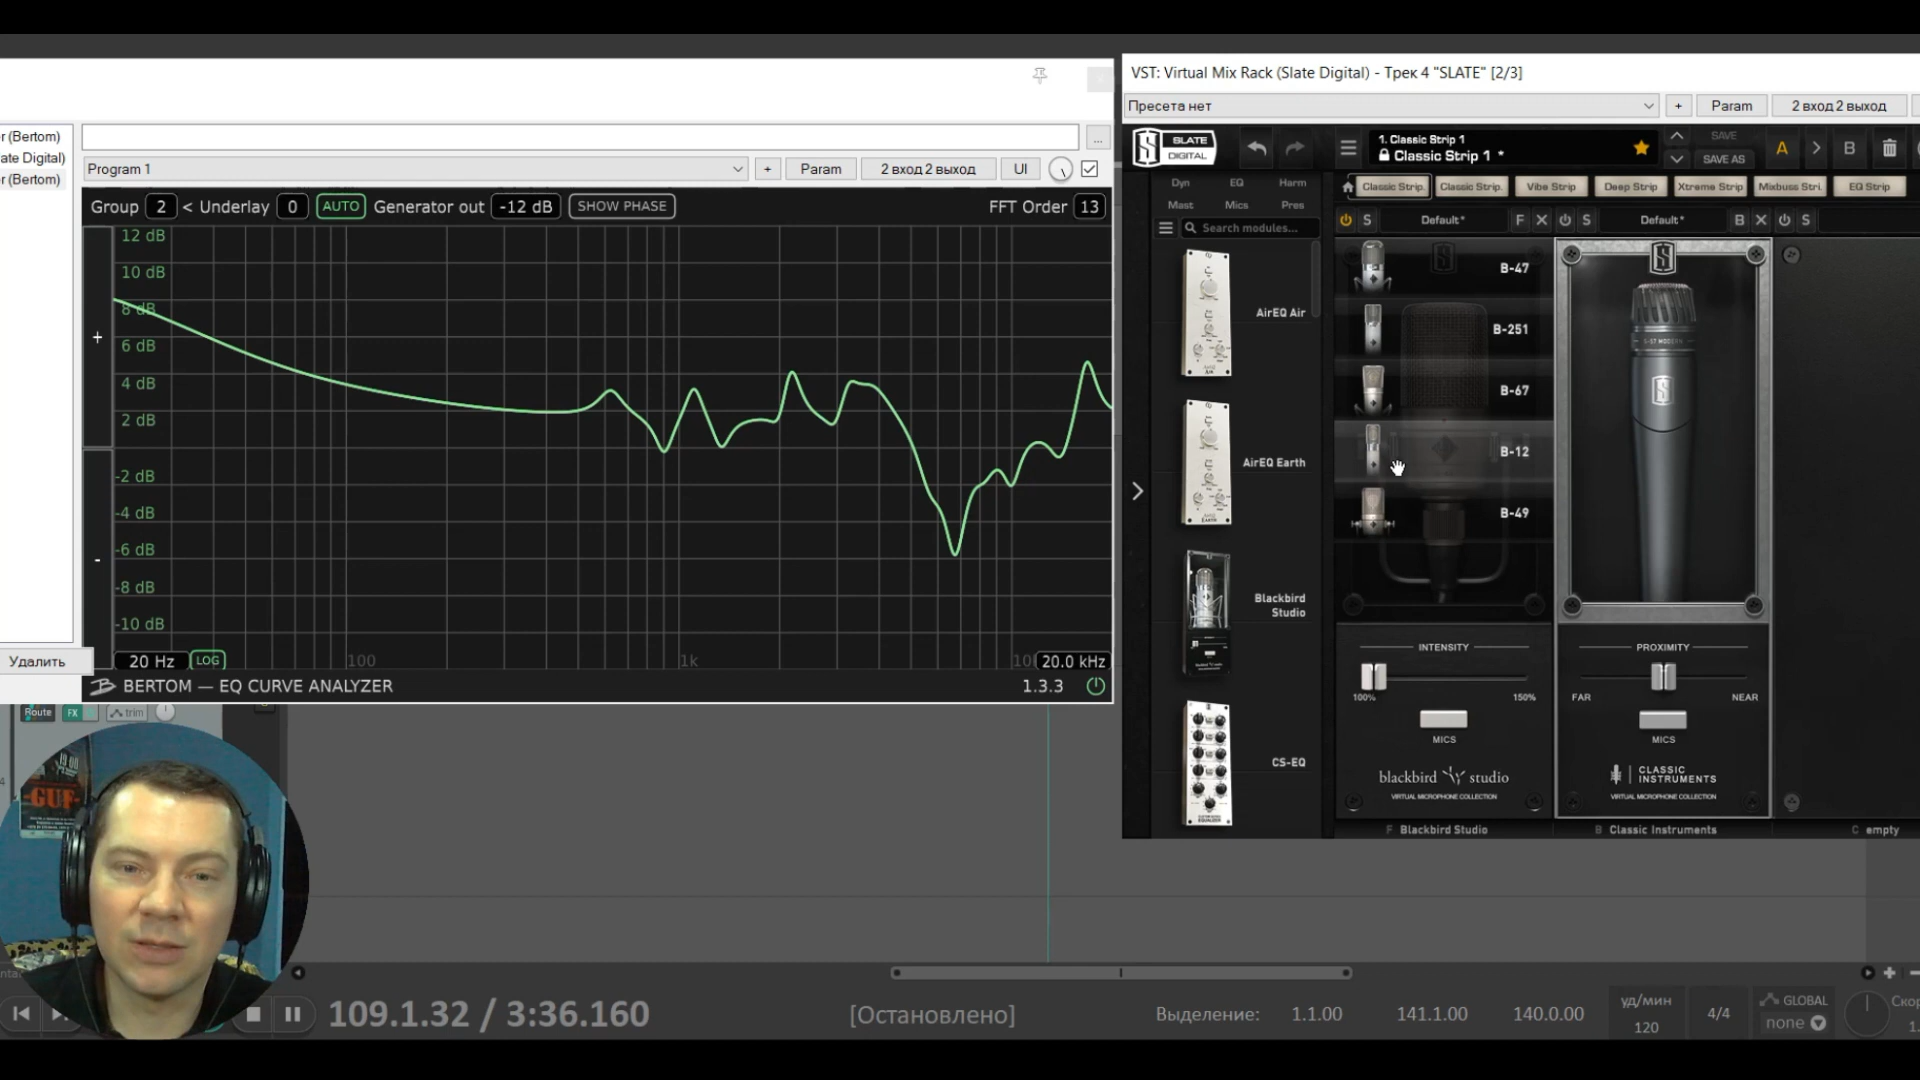 VST: Virtual Mix Rack (Slate Digital) - Трек 4 "SLATE" [2/3]
Пресета нет
+
Param
2 вход 2 выход
r (Bertom)
ate Digital)
r (Bertom)
...
Program 1
+
Param
2 вход 2 выход
UI
Group 2 < Underlay 0 AUTO Generator out -12 dB SHOW PHASE
FFT Order 13
12 dB
10 dB
8 dB
6 dB
4 dB
2 dB
-2 dB
-4 dB
-6 dB
-8 dB
-10 dB
+
-
20 Hz LOG 100 1k 20.0 kHz
BERTOM — EQ CURVE ANALYZER
1.3.3
Удалить
SLATE
DIGITAL
1. Classic Strip 1
Classic Strip 1 *
SAVE
SAVE AS
A
B
Dyn EQ Harm
Mast Mics Pres
Search modules...
Classic Strip.
Classic Strip.
Vibe Strip
Deep Strip
Xtreme Strip
Mixbuss Stri.
EQ Strip
S Default* F X S Default* B X S
AirEQ Air
AirEQ Earth
Blackbird
Studio
CS-EQ
B-47
B-251
B-67
B-12
B-49
INTENSITY
100% 150%
MICS
blackbird studio
VIRTUAL MICROPHONE COLLECTION
F Blackbird Studio
PROXIMITY
FAR NEAR
MICS
CLASSIC
INSTRUMENTS
VIRTUAL MICROPHONE COLLECTION
B Classic Instruments
C empty
Route FX trim
GUF
109.1.32 / 3:36.160
[Остановлено]
Выделение:
1.1.00
141.1.00
140.0.00
уд/мин
120
4/4
GLOBAL
none